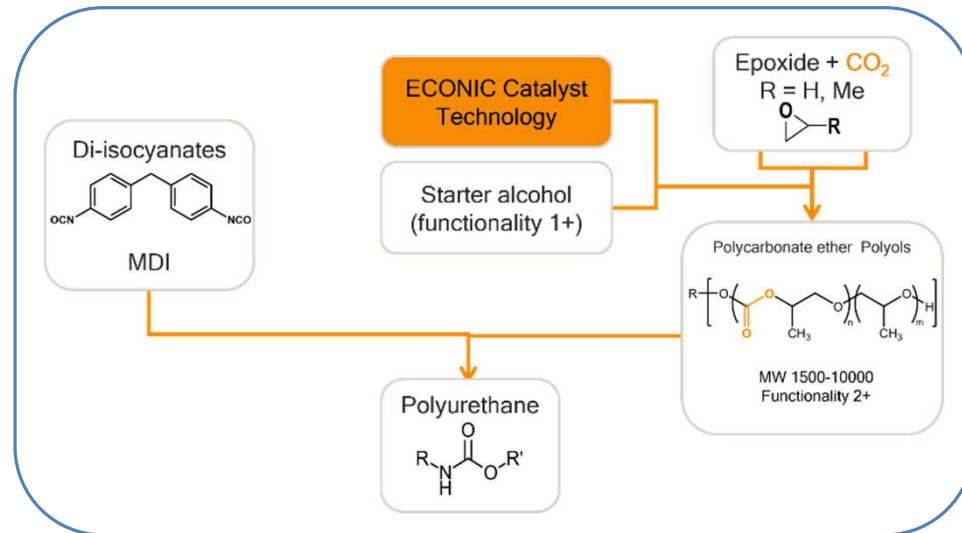 ECONIC Catalyst
Technology
Epoxide + CO₂
R = H, Me
O
R
Di-isocyanates
OCN
NCO
MDI
Starter alcohol
(functionality 1+)
Polycarbonate ether Polyols
R
O
O
O
O
n
O
m
H
CH₃
CH₃
MW 1500-10000
Functionality 2+
Polyurethane
O
R
N
H
O
R'